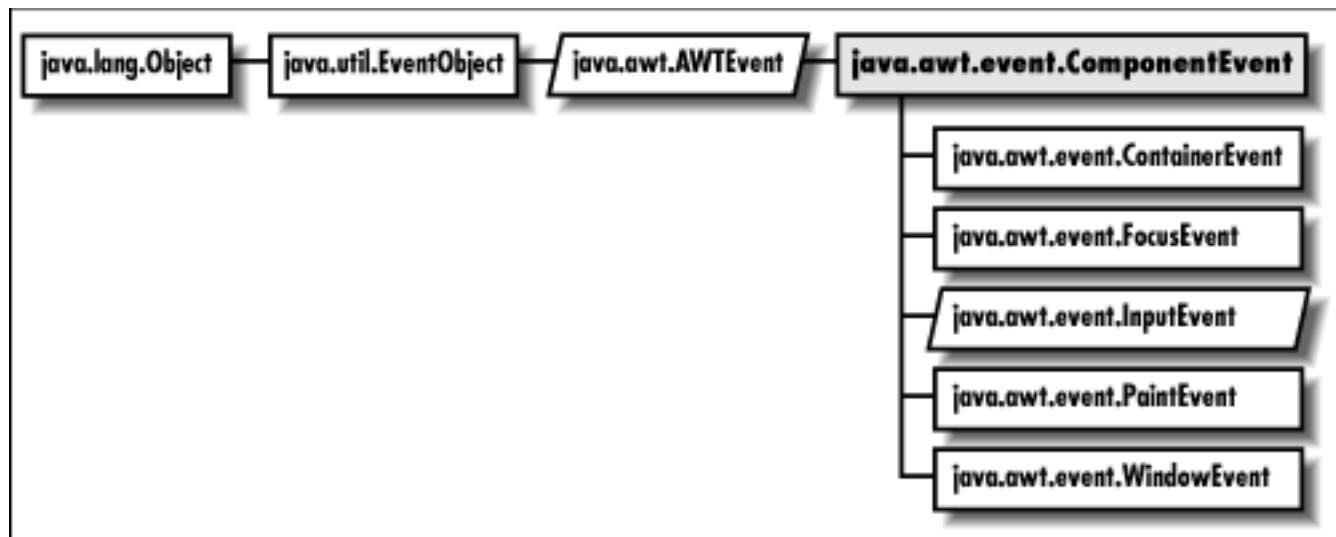 java.lang.Object java.util.EventObject java.awt.AWTEvent java.awt.event.ComponentEvent
java.awt.event.ContainerEvent
java.awt.event.FocusEvent
java.awt.event.InputEvent
java.awt.event.PaintEvent
java.awt.event.WindowEvent